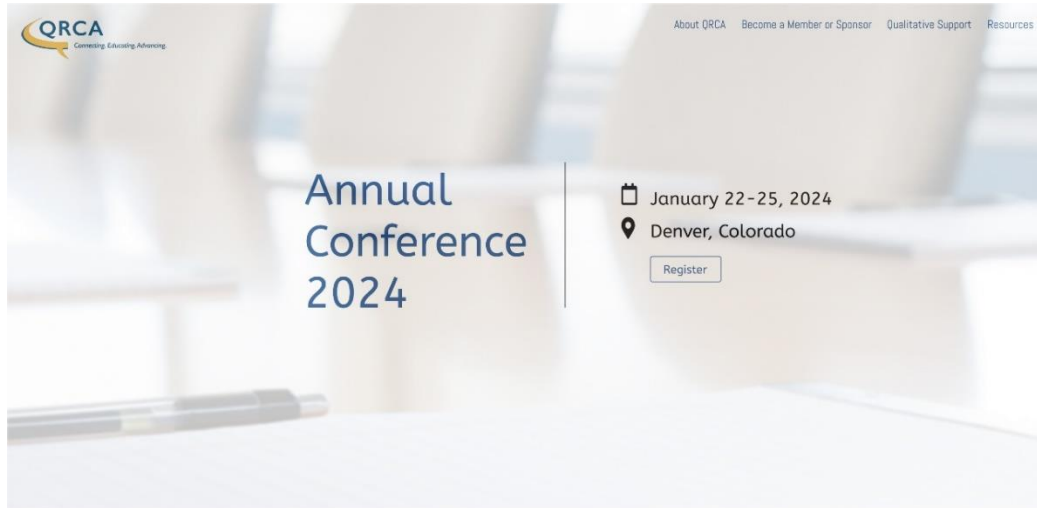 QRCA
Connecting. Educating. Advancing.
About QRCA Become a Member or Sponsor Qualitative Support Resources
Annual
Conference
2024
January 22-25, 2024
Denver, Colorado
Register